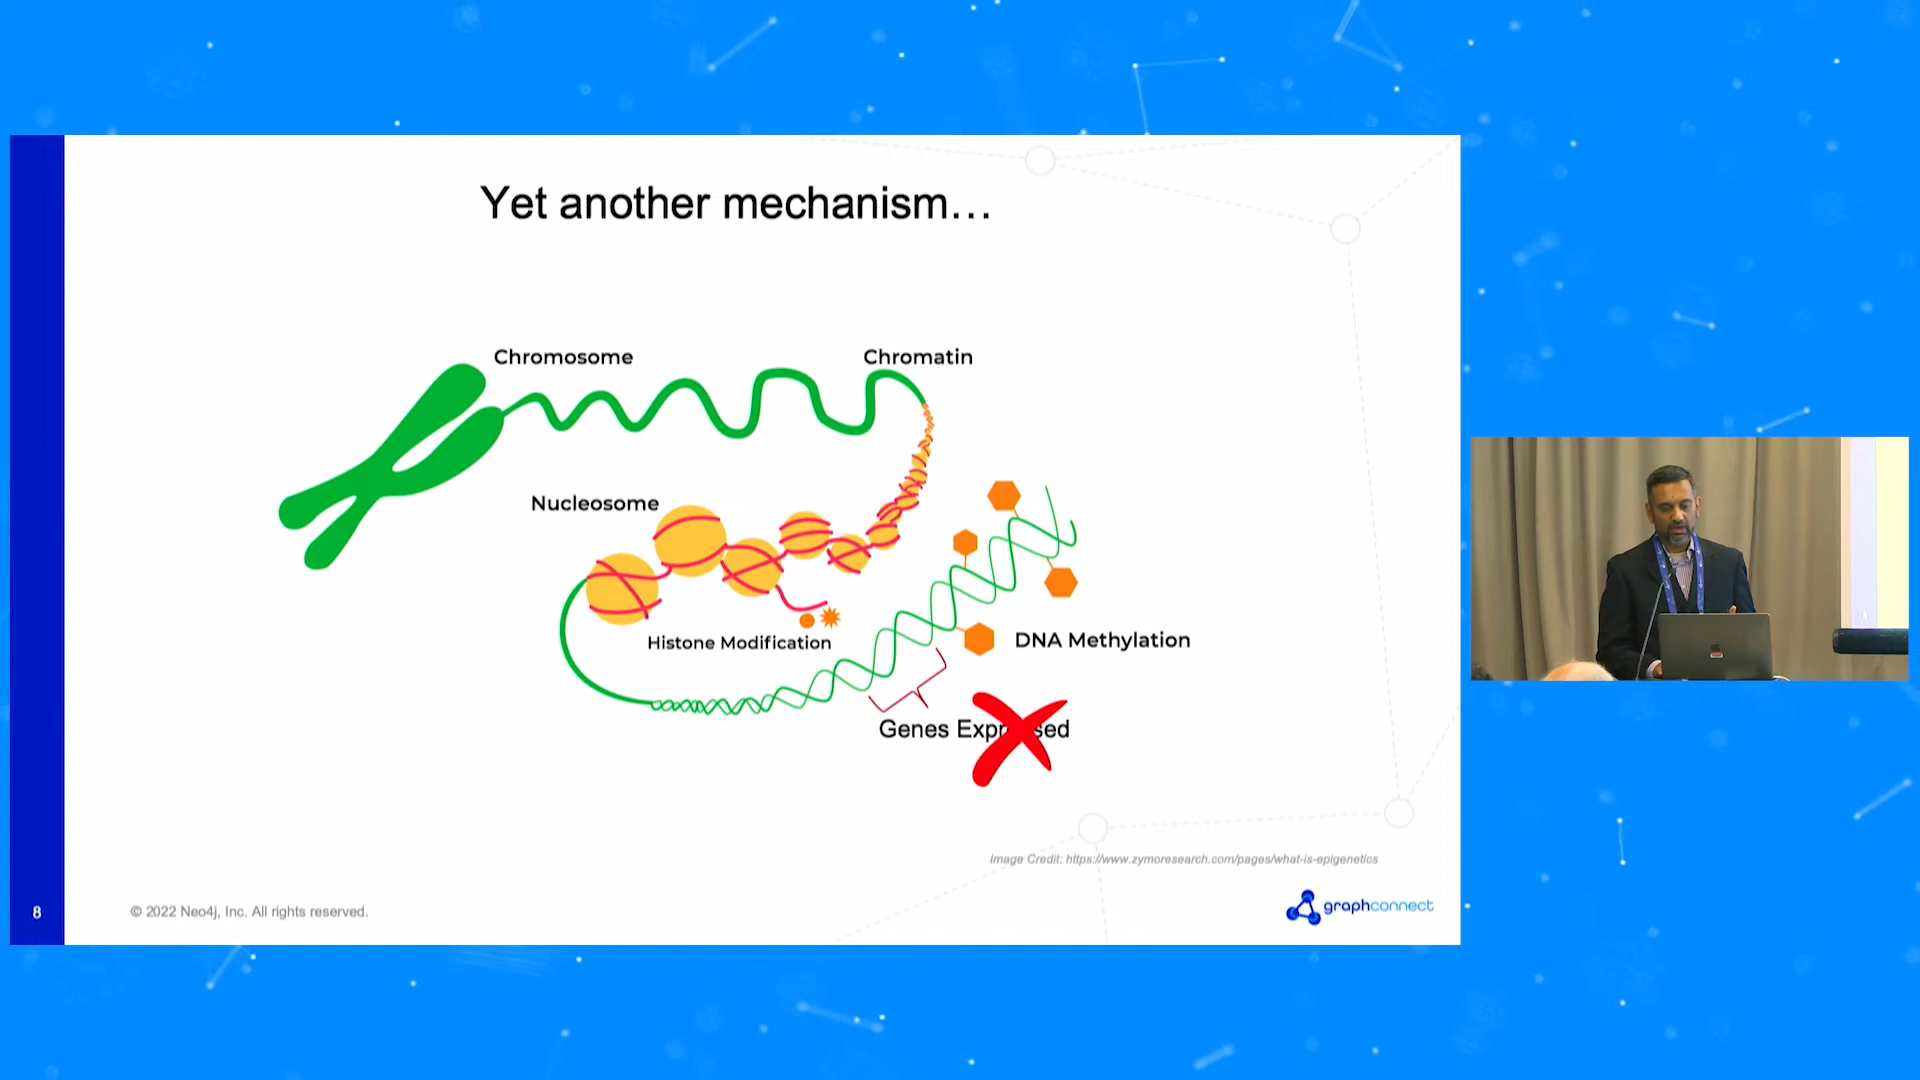 Yet another mechanism…
Chromosome
Chromatin
Nucleosome
Histone Modification
DNA Methylation
Genes Expressed
Image Credit: https://www.zymoresearch.com/pages/what-is-epigenetics
8
© 2022 Neo4j, Inc. All rights reserved.
graphconnect